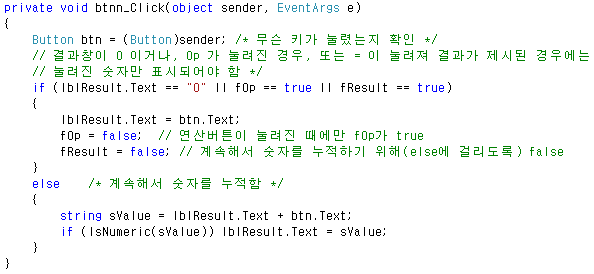 private void btnn_Click(object sender, EventArgs e)
{
    Button btn = (Button)sender; /* 무슨 키가 눌렸는지 확인 */
    // 결과창이 0 이거나, Op 가 눌려진 경우, 또는 = 이 눌려져 결과가 제시된 경우에는
    // 눌려진 숫자만 표시되어야 함 */
    if (lblResult.Text == "0" || fOp == true || fResult == true)
    {
        lblResult.Text = btn.Text;
        fOp = false;  // 연산버튼이 눌려진 때에만 fOp가 true
        fResult = false; // 계속해서 숫자를 누적하기 위해(else에 걸리도록) false
    }
    else    /* 계속해서 숫자를 누적함 */
    {
        string sValue = lblResult.Text + btn.Text;
        if (IsNumeric(sValue)) lblResult.Text = sValue;
    }
}